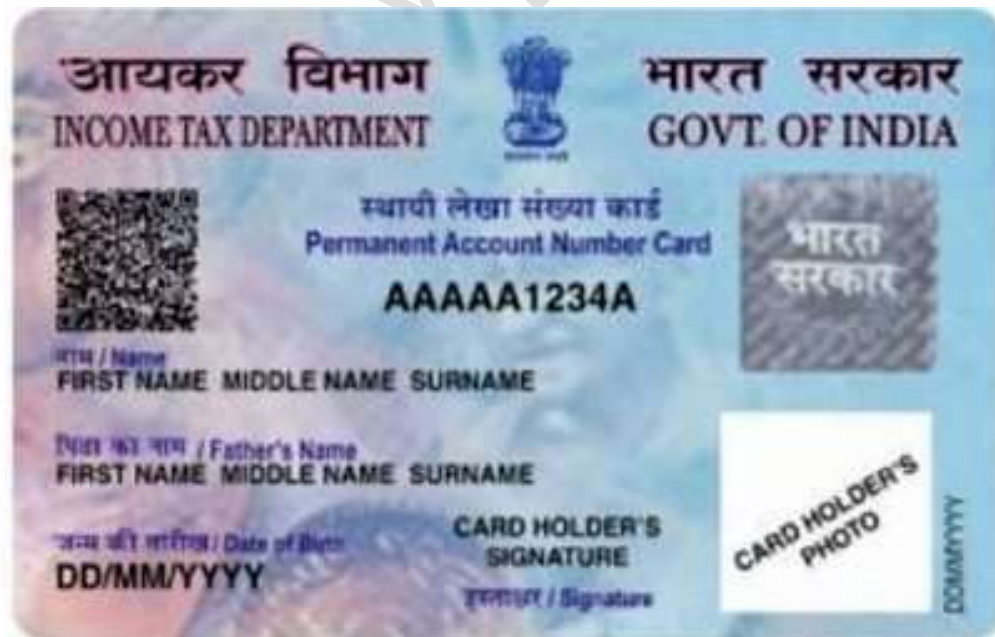 आयकर विभाग
भारत सरकार
INCOME TAX DEPARTMENT
GOVT. OF INDIA
स्थायी लेखा संख्या कार्ड
Permanent Account Number Card
भारत
सरकार
AAAAA1234A
नाम / Name
FIRST NAME MIDDLE NAME SURNAME
पिता का नाम / Father's Name
FIRST NAME MIDDLE NAME SURNAME
CARD HOLDER'S
PHOTO
जन्म की तारीख / Date of Birth
DD/MM/YYYY
CARD HOLDER'S
SIGNATURE
हस्ताक्षर / Signature
DDMMYYYY